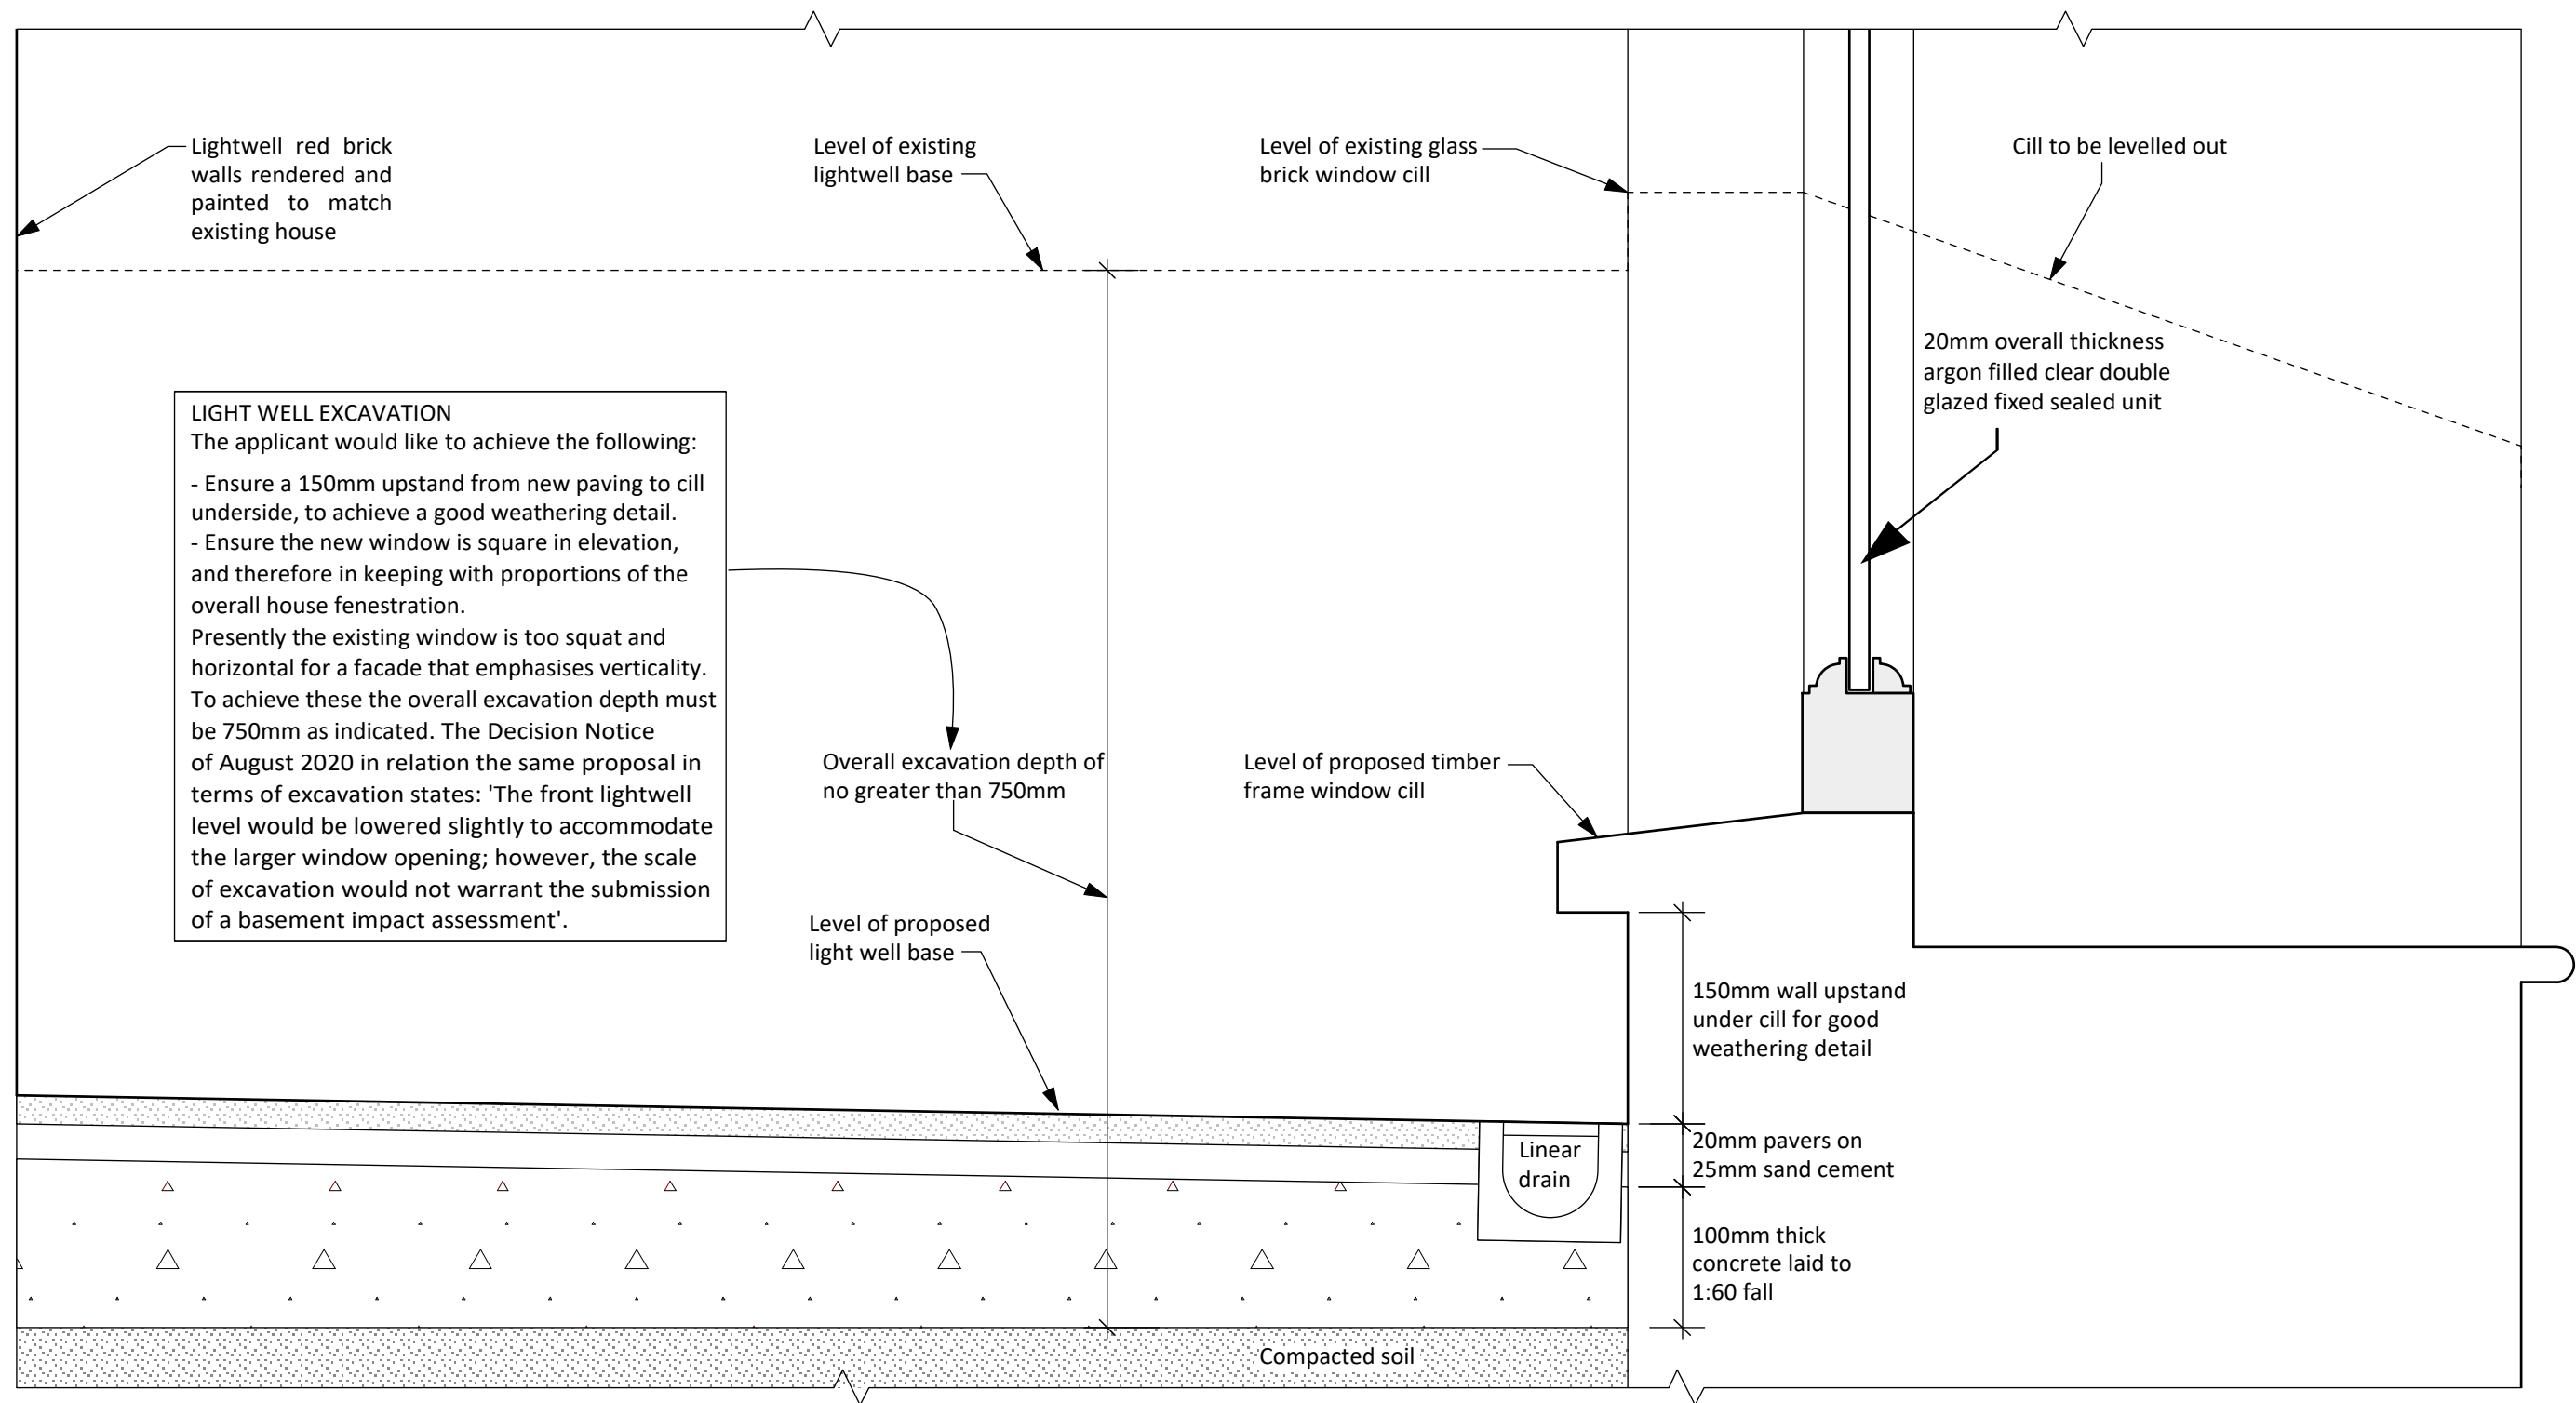 Lightwell red brick
walls rendered and
painted to match
existing house
Level of existing
lightwell base
Level of existing glass
brick window cill
Cill to be levelled out
20mm overall thickness
argon filled clear double
glazed fixed sealed unit
LIGHT WELL EXCAVATION
The applicant would like to achieve the following:
- Ensure a 150mm upstand from new paving to cill
underside, to achieve a good weathering detail.
- Ensure the new window is square in elevation,
and therefore in keeping with proportions of the
overall house fenestration.
Presently the existing window is too squat and
horizontal for a facade that emphasises verticality.
To achieve these the overall excavation depth must
be 750mm as indicated. The Decision Notice
of August 2020 in relation the same proposal in
terms of excavation states: 'The front lightwell
level would be lowered slightly to accommodate
the larger window opening; however, the scale
of excavation would not warrant the submission
of a basement impact assessment'.
Overall excavation depth of
no greater than 750mm
Level of proposed timber
frame window cill
Level of proposed
light well base
150mm wall upstand
under cill for good
weathering detail
20mm pavers on
25mm sand cement
Linear
drain
100mm thick
concrete laid to
1:60 fall
Compacted soil